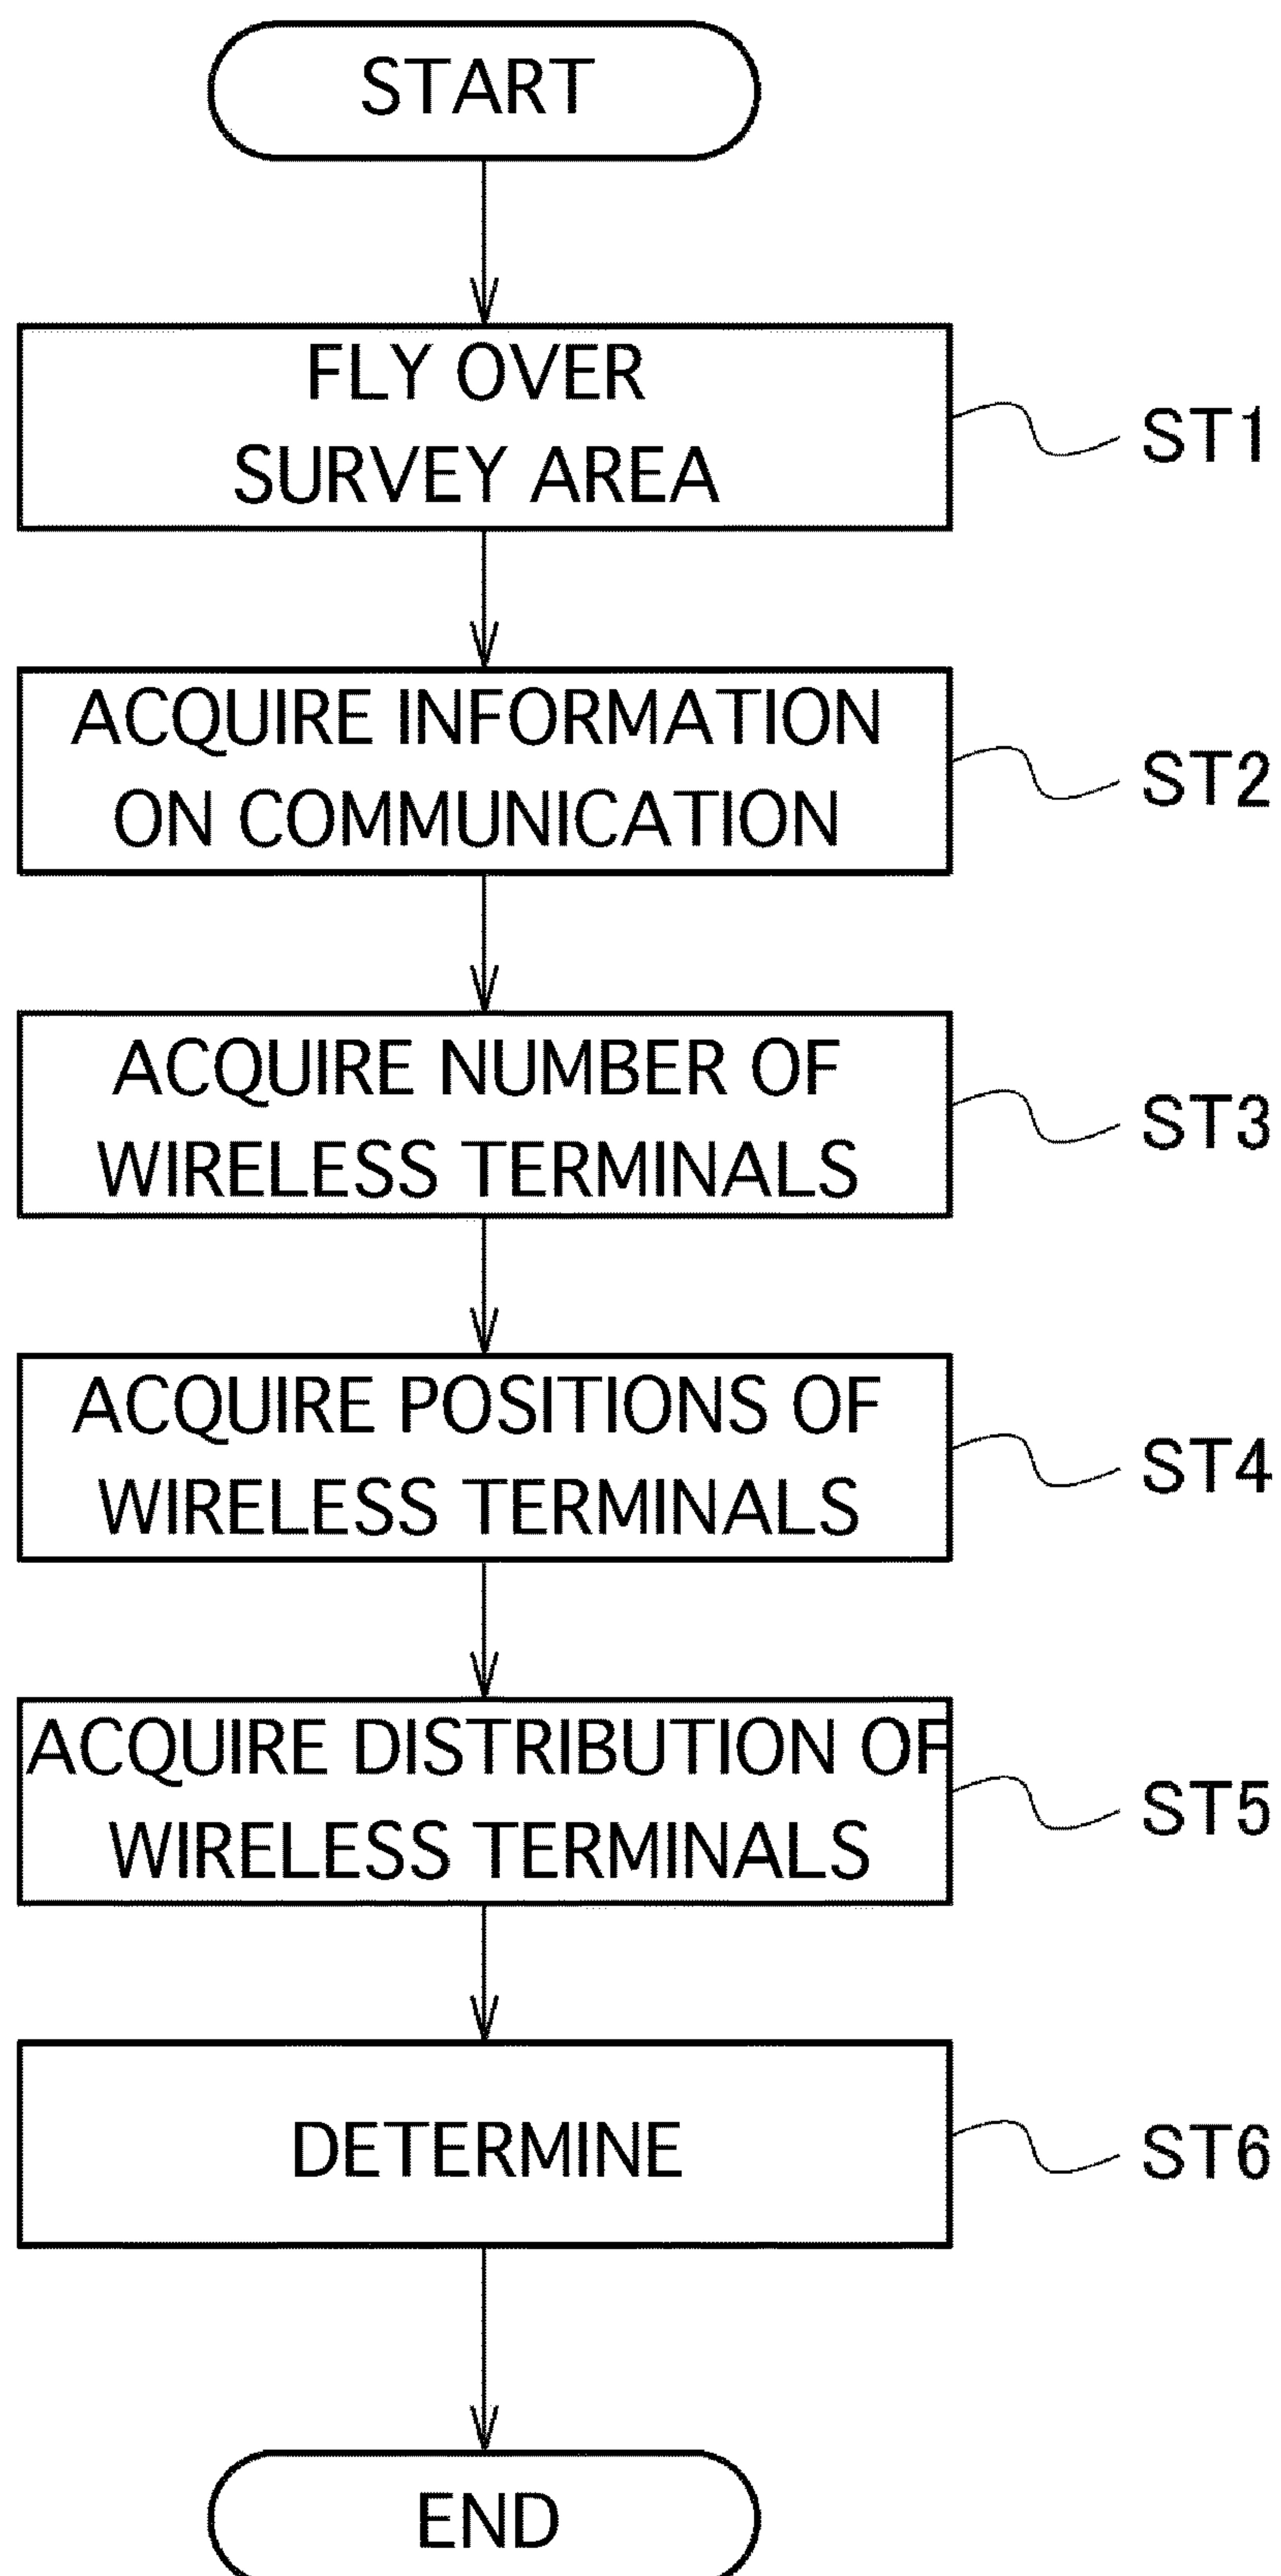 START
FLY OVER
SURVEY AREA
ST1
ACQUIRE INFORMATION
ON COMMUNICATION
ST2
ACQUIRE NUMBER OF
WIRELESS TERMINALS
ST3
ACQUIRE POSITIONS OF
WIRELESS TERMINALS
ST4
ACQUIRE DISTRIBUTION OF
WIRELESS TERMINALS
ST5
DETERMINE
ST6
END